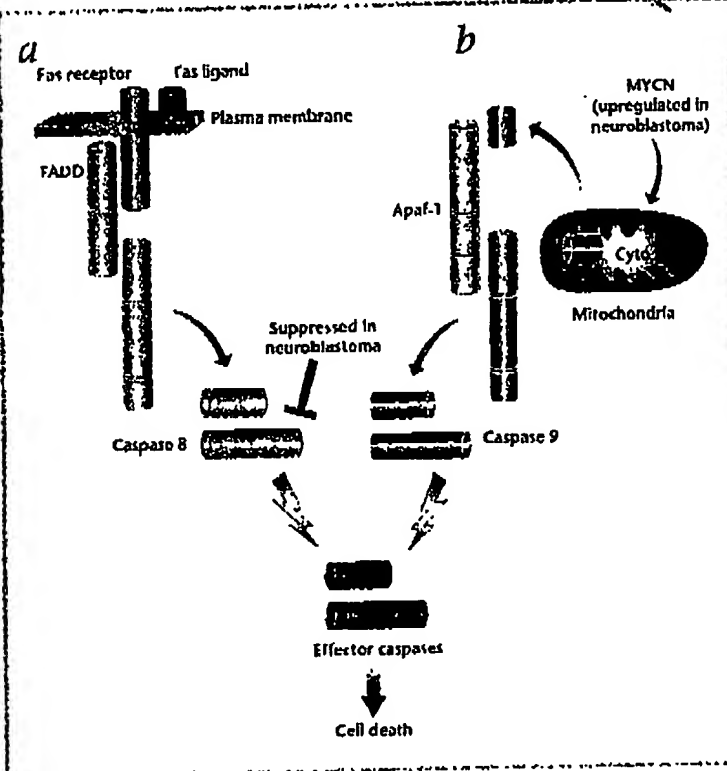 a
Fas receptor
Fas ligand
Plasma membrane
FADD
Suppressed in
neuroblastoma
Caspase 8
b
MYCN
(upregulated in
neuroblastoma)
Apaf-1
Cyto
Mitochondria
Caspase 9
Effector caspases
Cell death